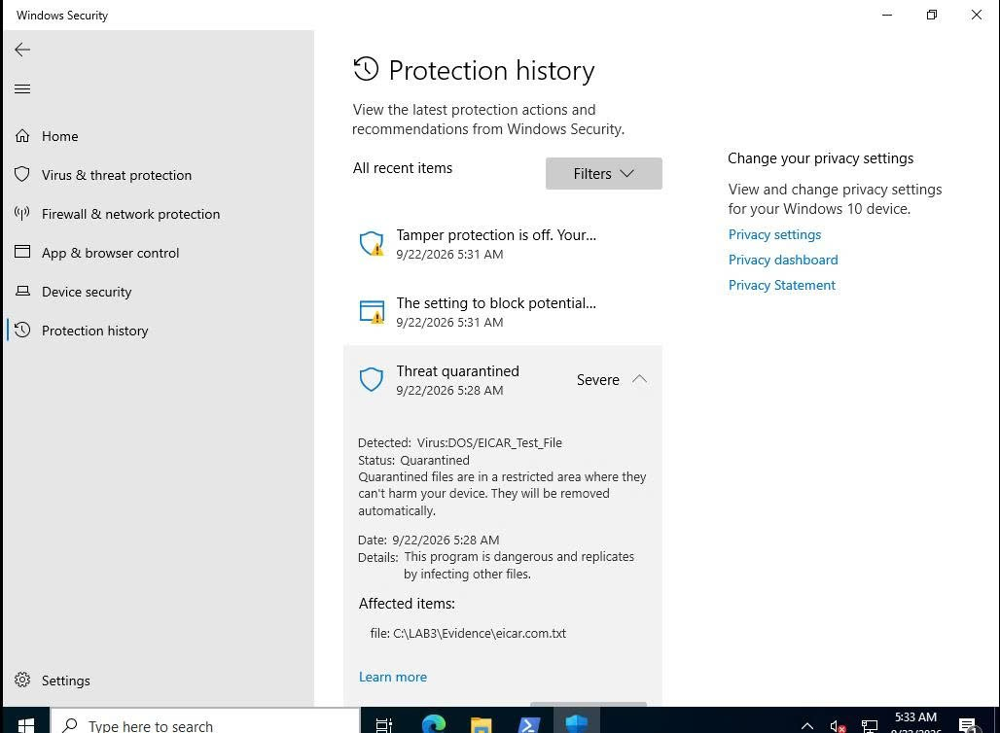 Windows Security
Home
Virus & threat protection
Firewall & network protection
App & browser control
Device security
Protection history
Settings
Protection history
View the latest protection actions and
recommendations from Windows Security.
All recent items
Filters
Tamper protection is off. Your...
9/22/2026 5:31 AM
The setting to block potential...
9/22/2026 5:31 AM
Threat quarantined
9/22/2026 5:28 AM
Severe
Detected: Virus:DOS/EICAR_Test_File
Status: Quarantined
Quarantined files are in a restricted area where they
can't harm your device. They will be removed
automatically.
Date: 9/22/2026 5:28 AM
Details: This program is dangerous and replicates
by infecting other files.
Affected items:
file: C:\LAB3\Evidence\eicar.com.txt
Learn more
Change your privacy settings
View and change privacy settings
for your Windows 10 device.
Privacy settings
Privacy dashboard
Privacy Statement
Type here to search
5:33 AM
1